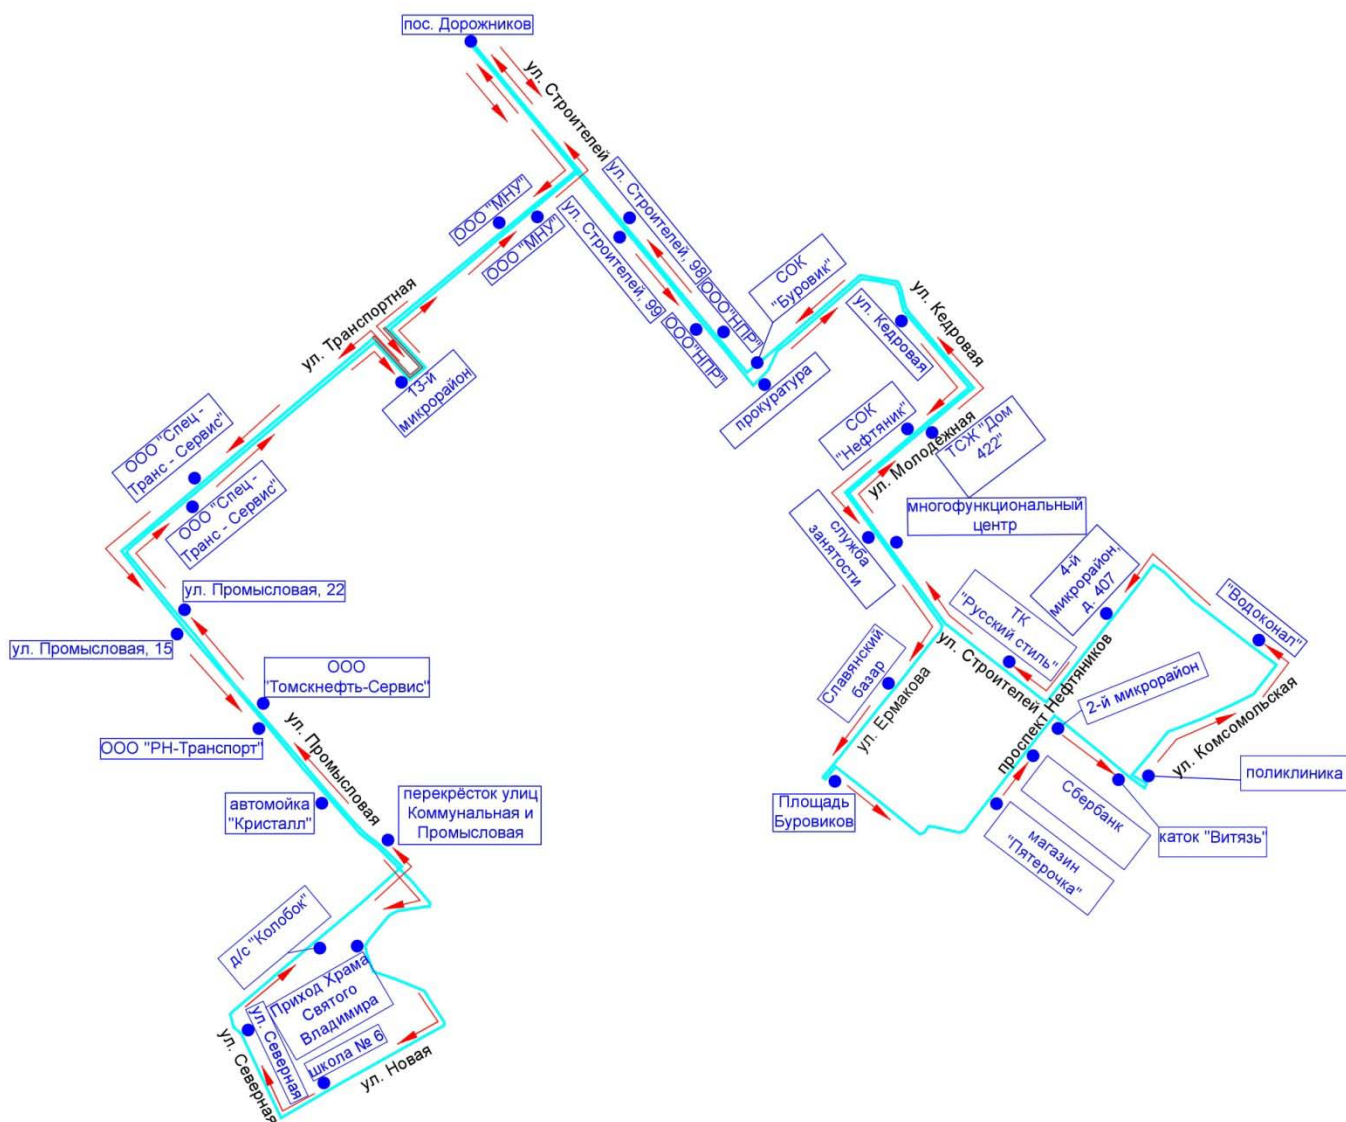 пос. Дорожников
ул. Строителей
ООО "МНУ"
ООО "МНУ"
ул. Строителей, 98
ул. Строителей, 99
ООО"НПР"
ООО"НПР"
СОК
"Буровик"
прокуратура
ул. Кедровая
ул. Кедровая
ул. Транспортная
13-й
микрорайон
СОК
"Нефтяник"
ул. Молодёжная
ТСЖ "Дом
422"
ООО "Спец -
Транс - Сервис"
ООО "Спец -
Транс - Сервис"
служба
занятости
многофункциональный
центр
4-й
микрорайон,
д. 407
ТК
"Русский стиль"
"Водоконал"
ул. Промысловая, 22
ул. Промысловая, 15
ООО
"Томскнефть-Сервис"
ООО "РН-Транспорт"
ул. Промысловая
Славянский
базар
ул. Ермакова
ул. Строителей
проспект Нефтяников
2-й микрорайон
ул. Комсомольская
поликлиника
автомойка
"Кристалл"
перекрёсток улиц
Коммунальная и
Промысловая
Площадь
Буровиков
Сбербанк
каток "Витязь"
магазин
"Пятерочка"
д/с "Колобок"
Приход Храма
Святого
Владимира
ул. Северная
ул. Северная
школа № 6
ул. Новая